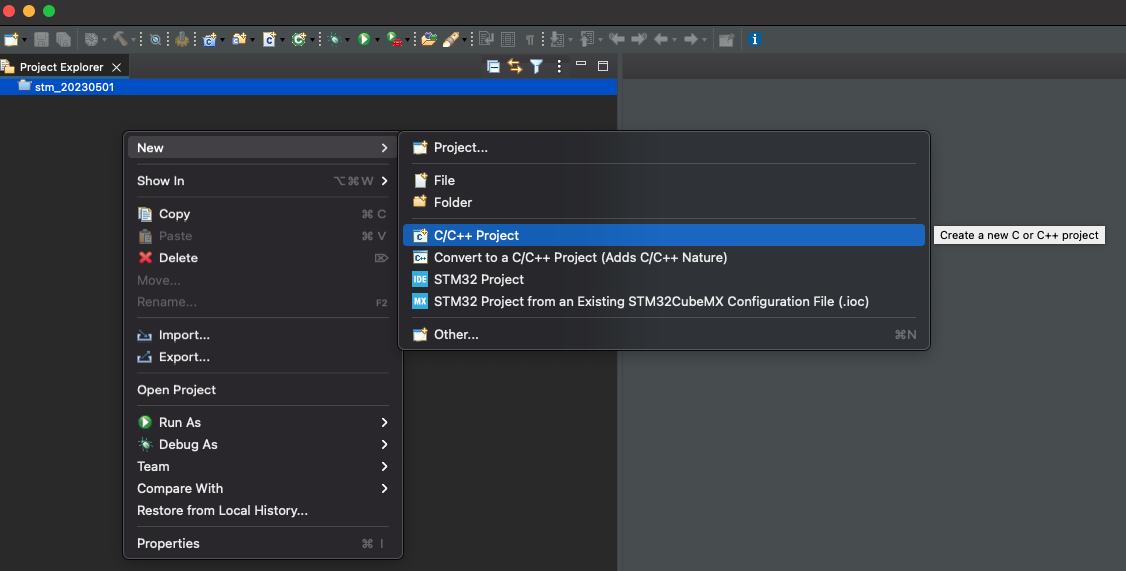 Project Explorer
stm_20230501
New
Show In ⌥⌘W
Copy ⌘ C
Paste ⌘ V
Delete ⌦
Move...
Rename... F2
Import...
Export...
Open Project
Run As
Debug As
Team
Compare With
Restore from Local History...
Properties ⌘ I
Project...
File
Folder
C/C++ Project
C++ Convert to a C/C++ Project (Adds C/C++ Nature)
IDE STM32 Project
MX STM32 Project from an Existing STM32CubeMX Configuration File (.ioc)
Other... ⌘N
Create a new C or C++ project